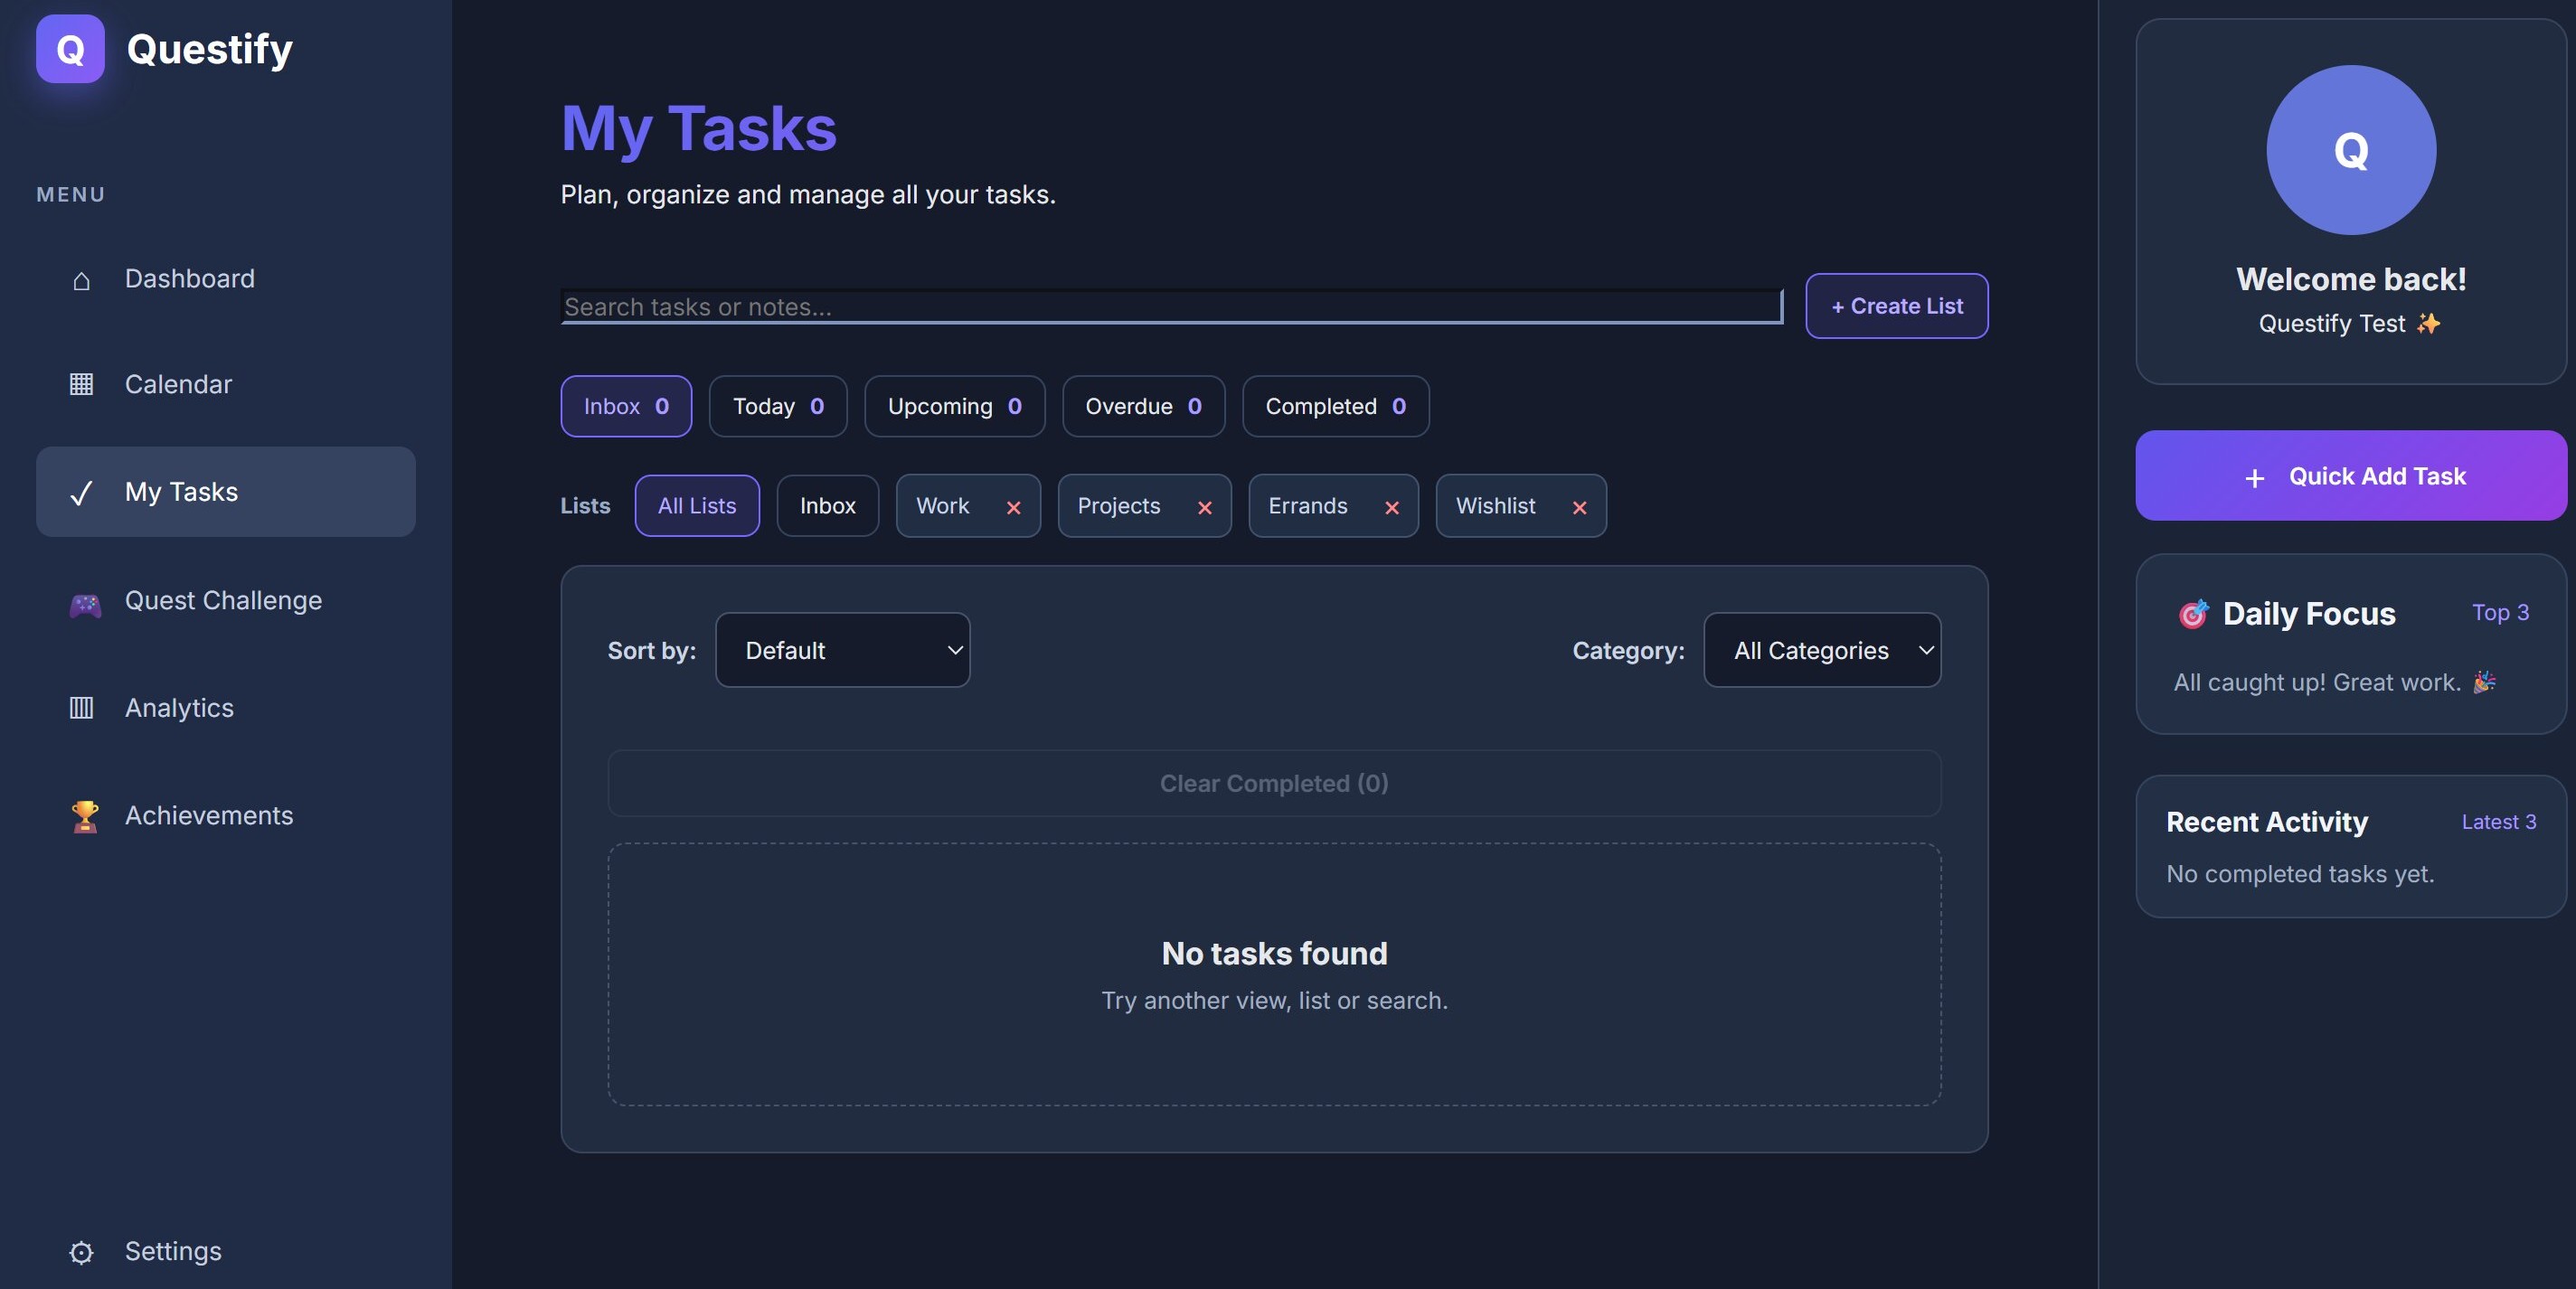 Q Questify
MENU
Dashboard
Calendar
My Tasks
Quest Challenge
Analytics
Achievements
Settings
My Tasks
Plan, organize and manage all your tasks.
Search tasks or notes...
+ Create List
Inbox 0
Today 0
Upcoming 0
Overdue 0
Completed 0
Lists
All Lists
Inbox
Work ×
Projects ×
Errands ×
Wishlist ×
Sort by: Default
Category: All Categories
Clear Completed (0)
No tasks found
Try another view, list or search.
Q
Welcome back!
Questify Test ✨
+ Quick Add Task
🎯 Daily Focus
Top 3
All caught up! Great work. 🎉
Recent Activity
Latest 3
No completed tasks yet.